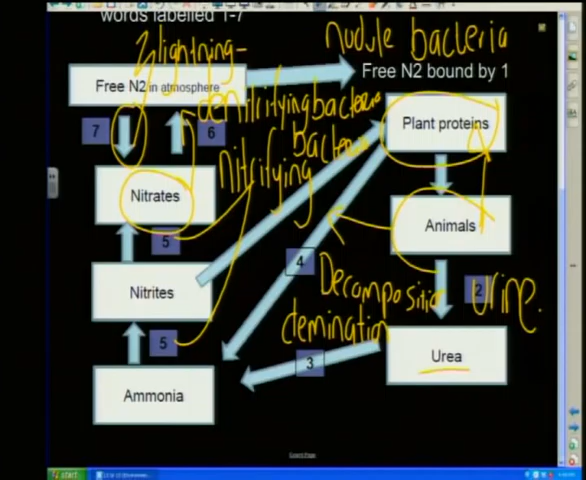 words labelled 1-7
nodule bacteria
lightning-
Free N2 in atmosphere
Free N2 bound by 1
denitrifying bacteria
Plant proteins
7
6
nitrifying bacteria
Nitrates
Animals
5
4
Nitrites
Decomposition
2
urine.
demination
5
3
Urea
Ammonia
start